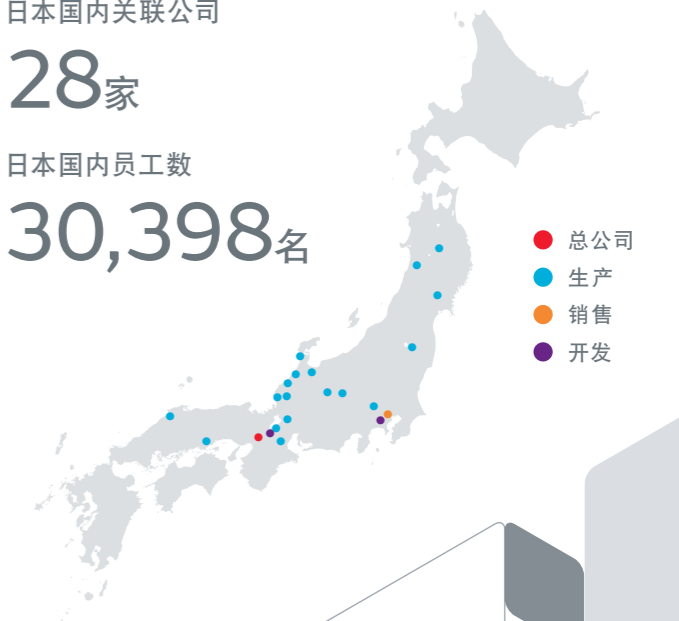 日本国内关联公司
28家
日本国内员工数
30,398名
总公司
生产
销售
开发